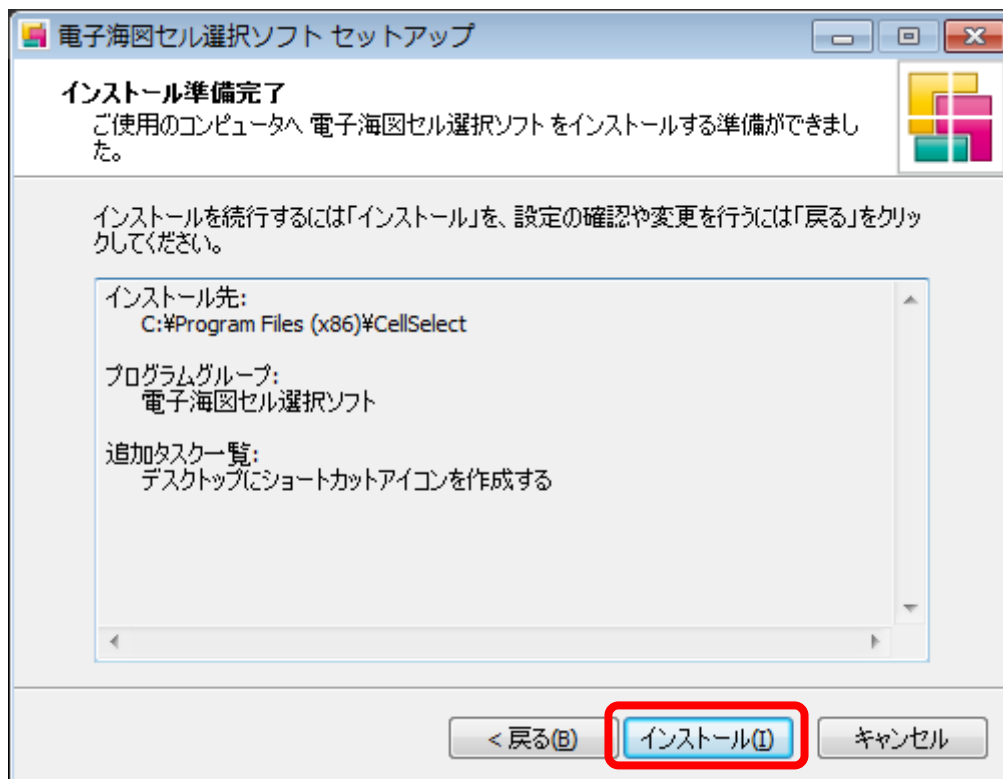 電子海図セル選択ソフト セットアップ
インストール準備完了
ご使用のコンピュータへ 電子海図セル選択ソフト をインストールする準備ができまし
た。
インストールを続行するには「インストール」を、設定の確認や変更を行うには「戻る」をクリッ
クしてください。
インストール先:
C:¥Program Files (x86)¥CellSelect
プログラムグループ:
電子海図セル選択ソフト
追加タスク一覧:
デスクトップにショートカットアイコンを作成する
< 戻る(B) インストール(I) キャンセル